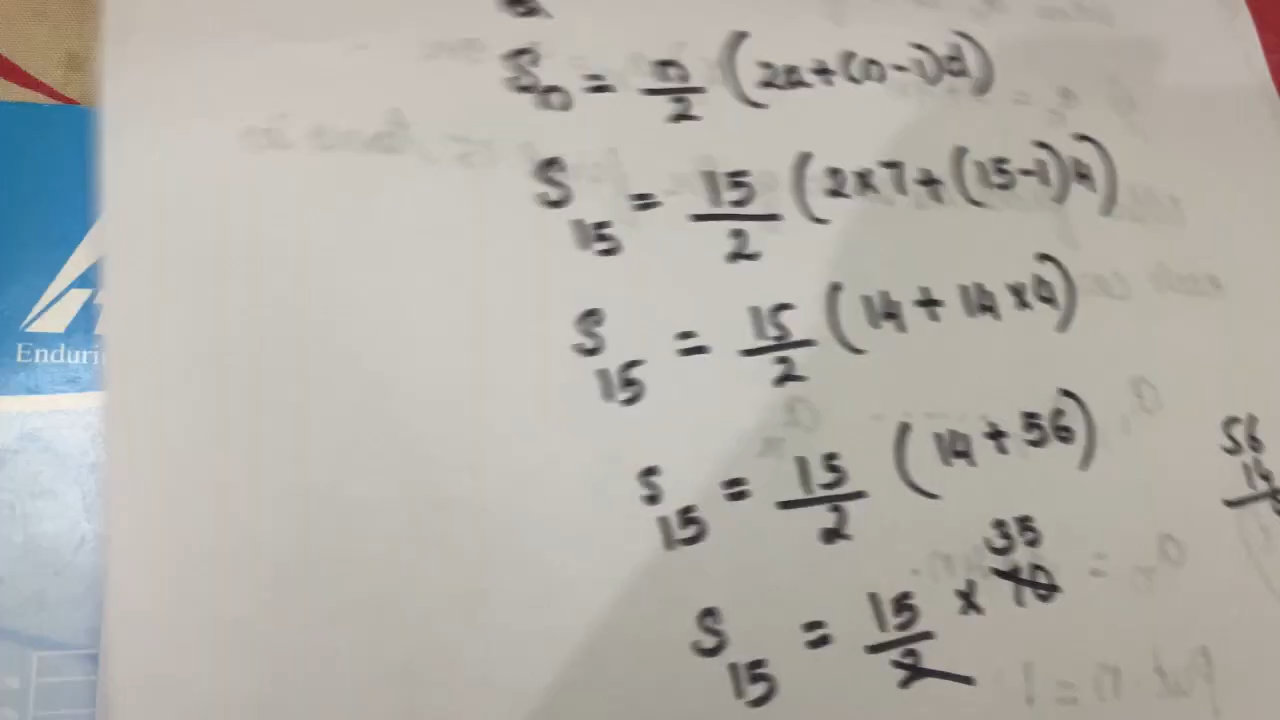 Sn = n/2 (2a+(n-1)d)
S15 = 15/2 (2×7+(15-1)4)
S15 = 15/2 (14+14×4)
S15 = 15/2 (14+56)
56
14
S15 = 15/2 × 70 35
Enduri